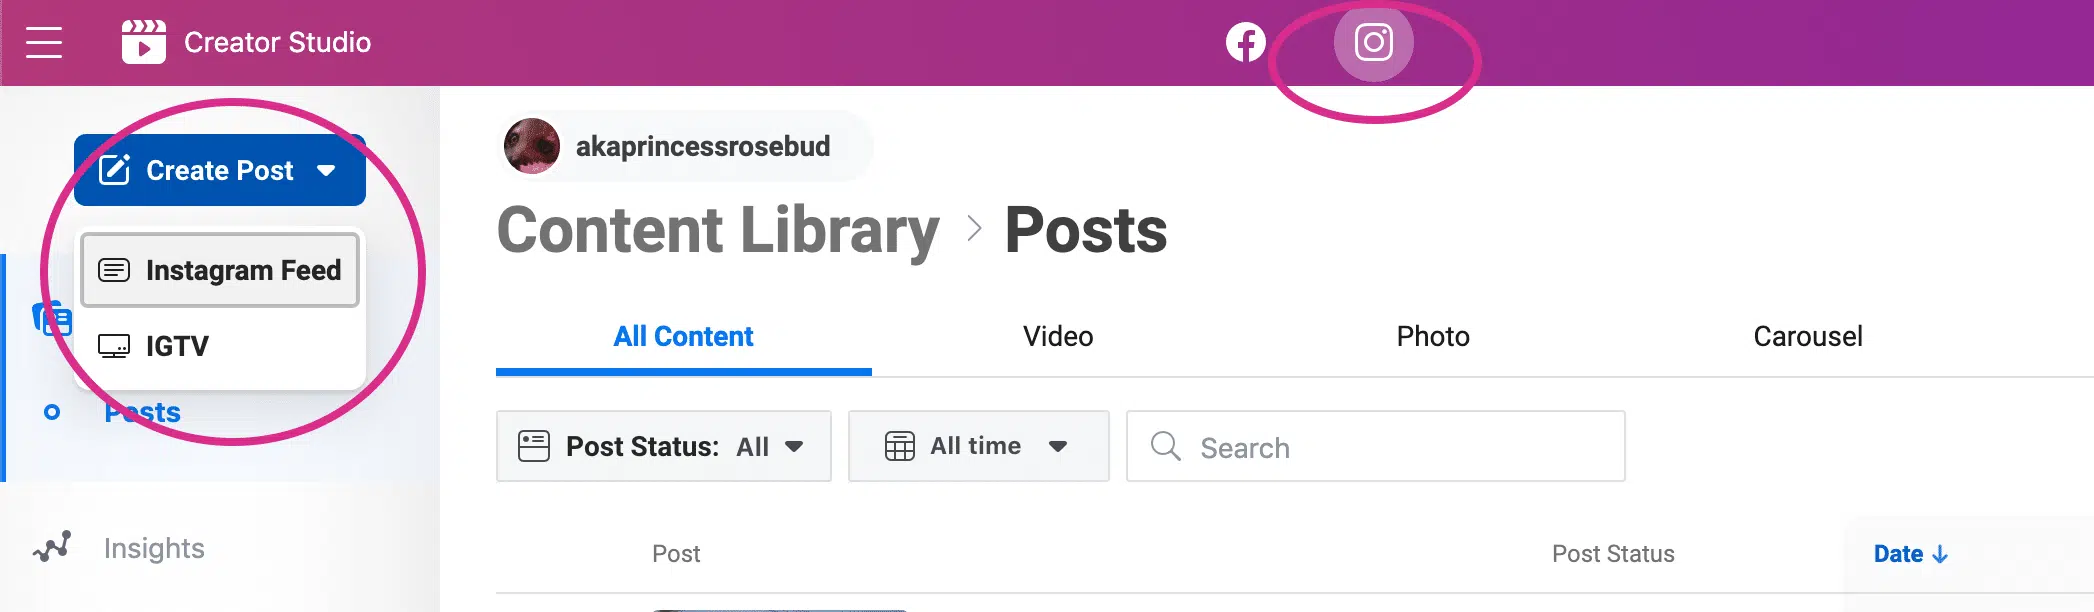 Creator Studio
Create Post
Instagram Feed
IGTV
Posts
Insights
akaprincessrosebud
Content Library > Posts
All Content Video Photo Carousel
Post Status: All All time Search
Post Post Status Date ↓